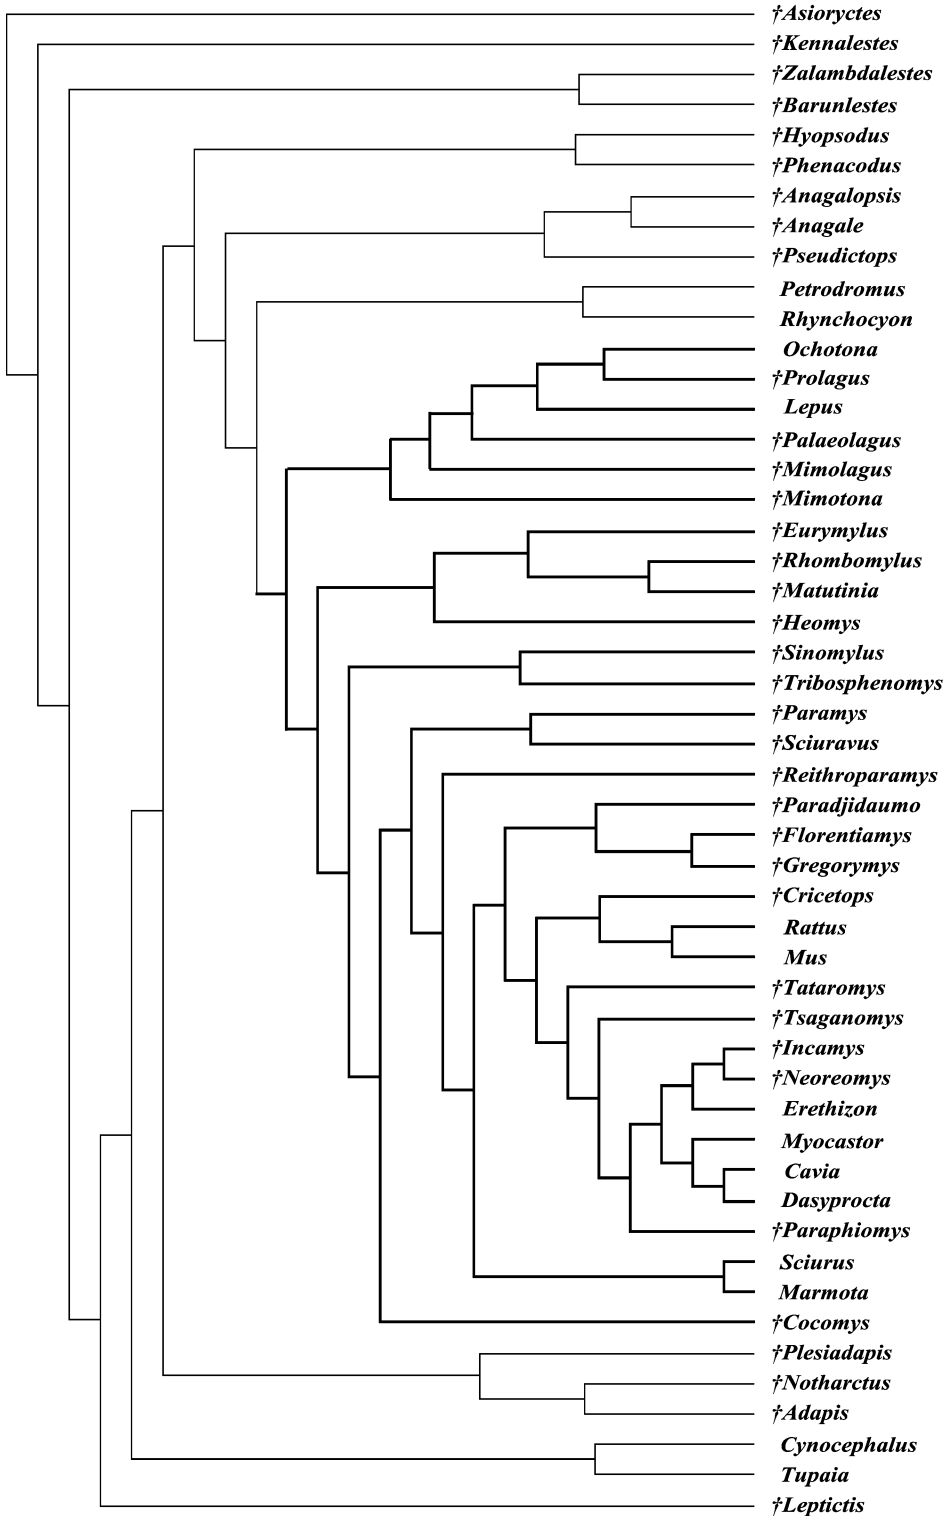 †Asioryctes
†Kennalestes
†Zalambdalestes
†Barunlestes
†Hyopsodus
†Phenacodus
†Anagalopsis
†Anagale
†Pseudictops
Petrodromus
Rhynchocyon
Ochotona
†Prolagus
Lepus
†Palaeolagus
†Mimolagus
†Mimotona
†Eurymylus
†Rhombomylus
†Matutinia
†Heomys
†Sinomylus
†Tribosphenomys
†Paramys
†Sciuravus
†Reithroparamys
†Paradjidaumo
†Florentiamys
†Gregorymys
†Cricetops
Rattus
Mus
†Tataromys
†Tsaganomys
†Incamys
†Neoreomys
Erethizon
Myocastor
Cavia
Dasyprocta
†Paraphiomys
Sciurus
Marmota
†Cocomys
†Plesiadapis
†Notharctus
†Adapis
Cynocephalus
Tupaia
†Leptictis